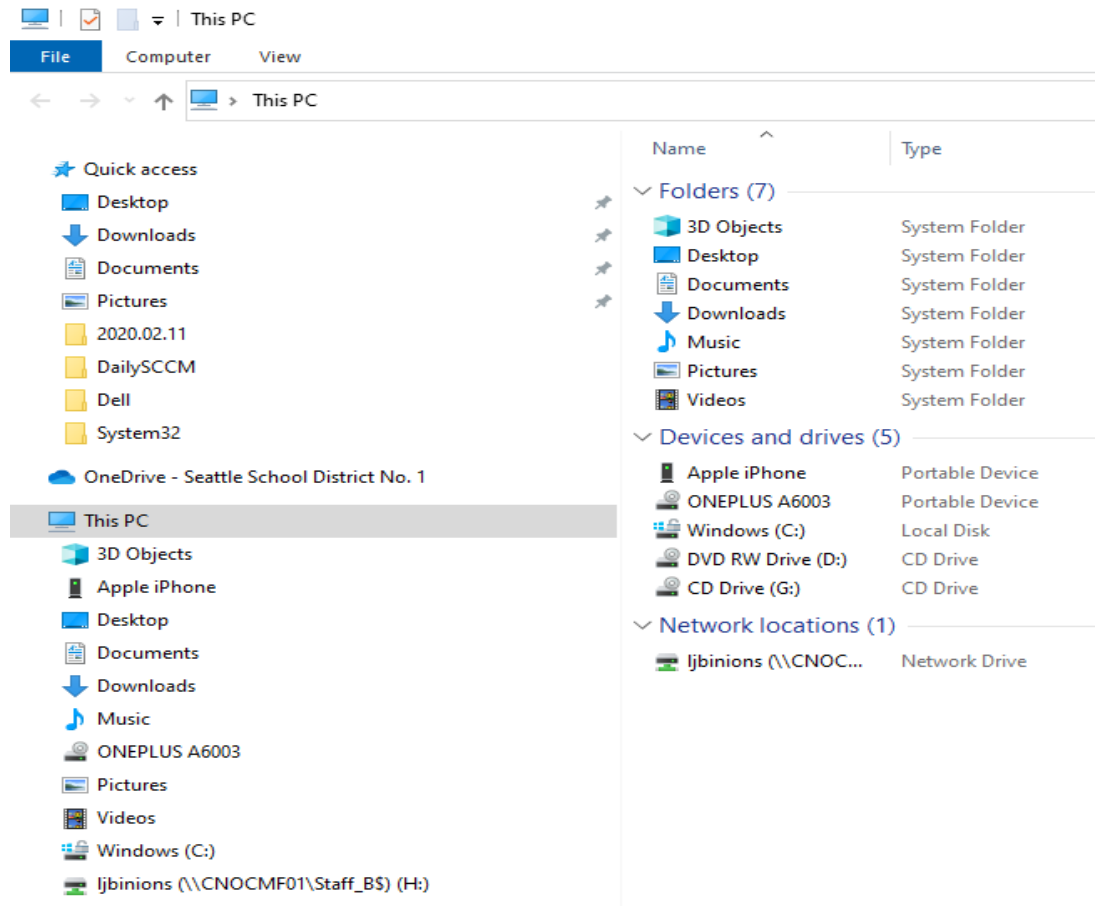 This PC
File Computer View
This PC
Quick access
Desktop
Downloads
Documents
Pictures
2020.02.11
DailySCCM
Dell
System32
OneDrive - Seattle School District No. 1
This PC
3D Objects
Apple iPhone
Desktop
Documents
Downloads
Music
ONEPLUS A6003
Pictures
Videos
Windows (C:)
ljbinions (\\CNOCMF01\Staff_B$) (H:)
Name Type
Folders (7)
3D Objects System Folder
Desktop System Folder
Documents System Folder
Downloads System Folder
Music System Folder
Pictures System Folder
Videos System Folder
Devices and drives (5)
Apple iPhone Portable Device
ONEPLUS A6003 Portable Device
Windows (C:) Local Disk
DVD RW Drive (D:) CD Drive
CD Drive (G:) CD Drive
Network locations (1)
ljbinions (\\CNOC... Network Drive